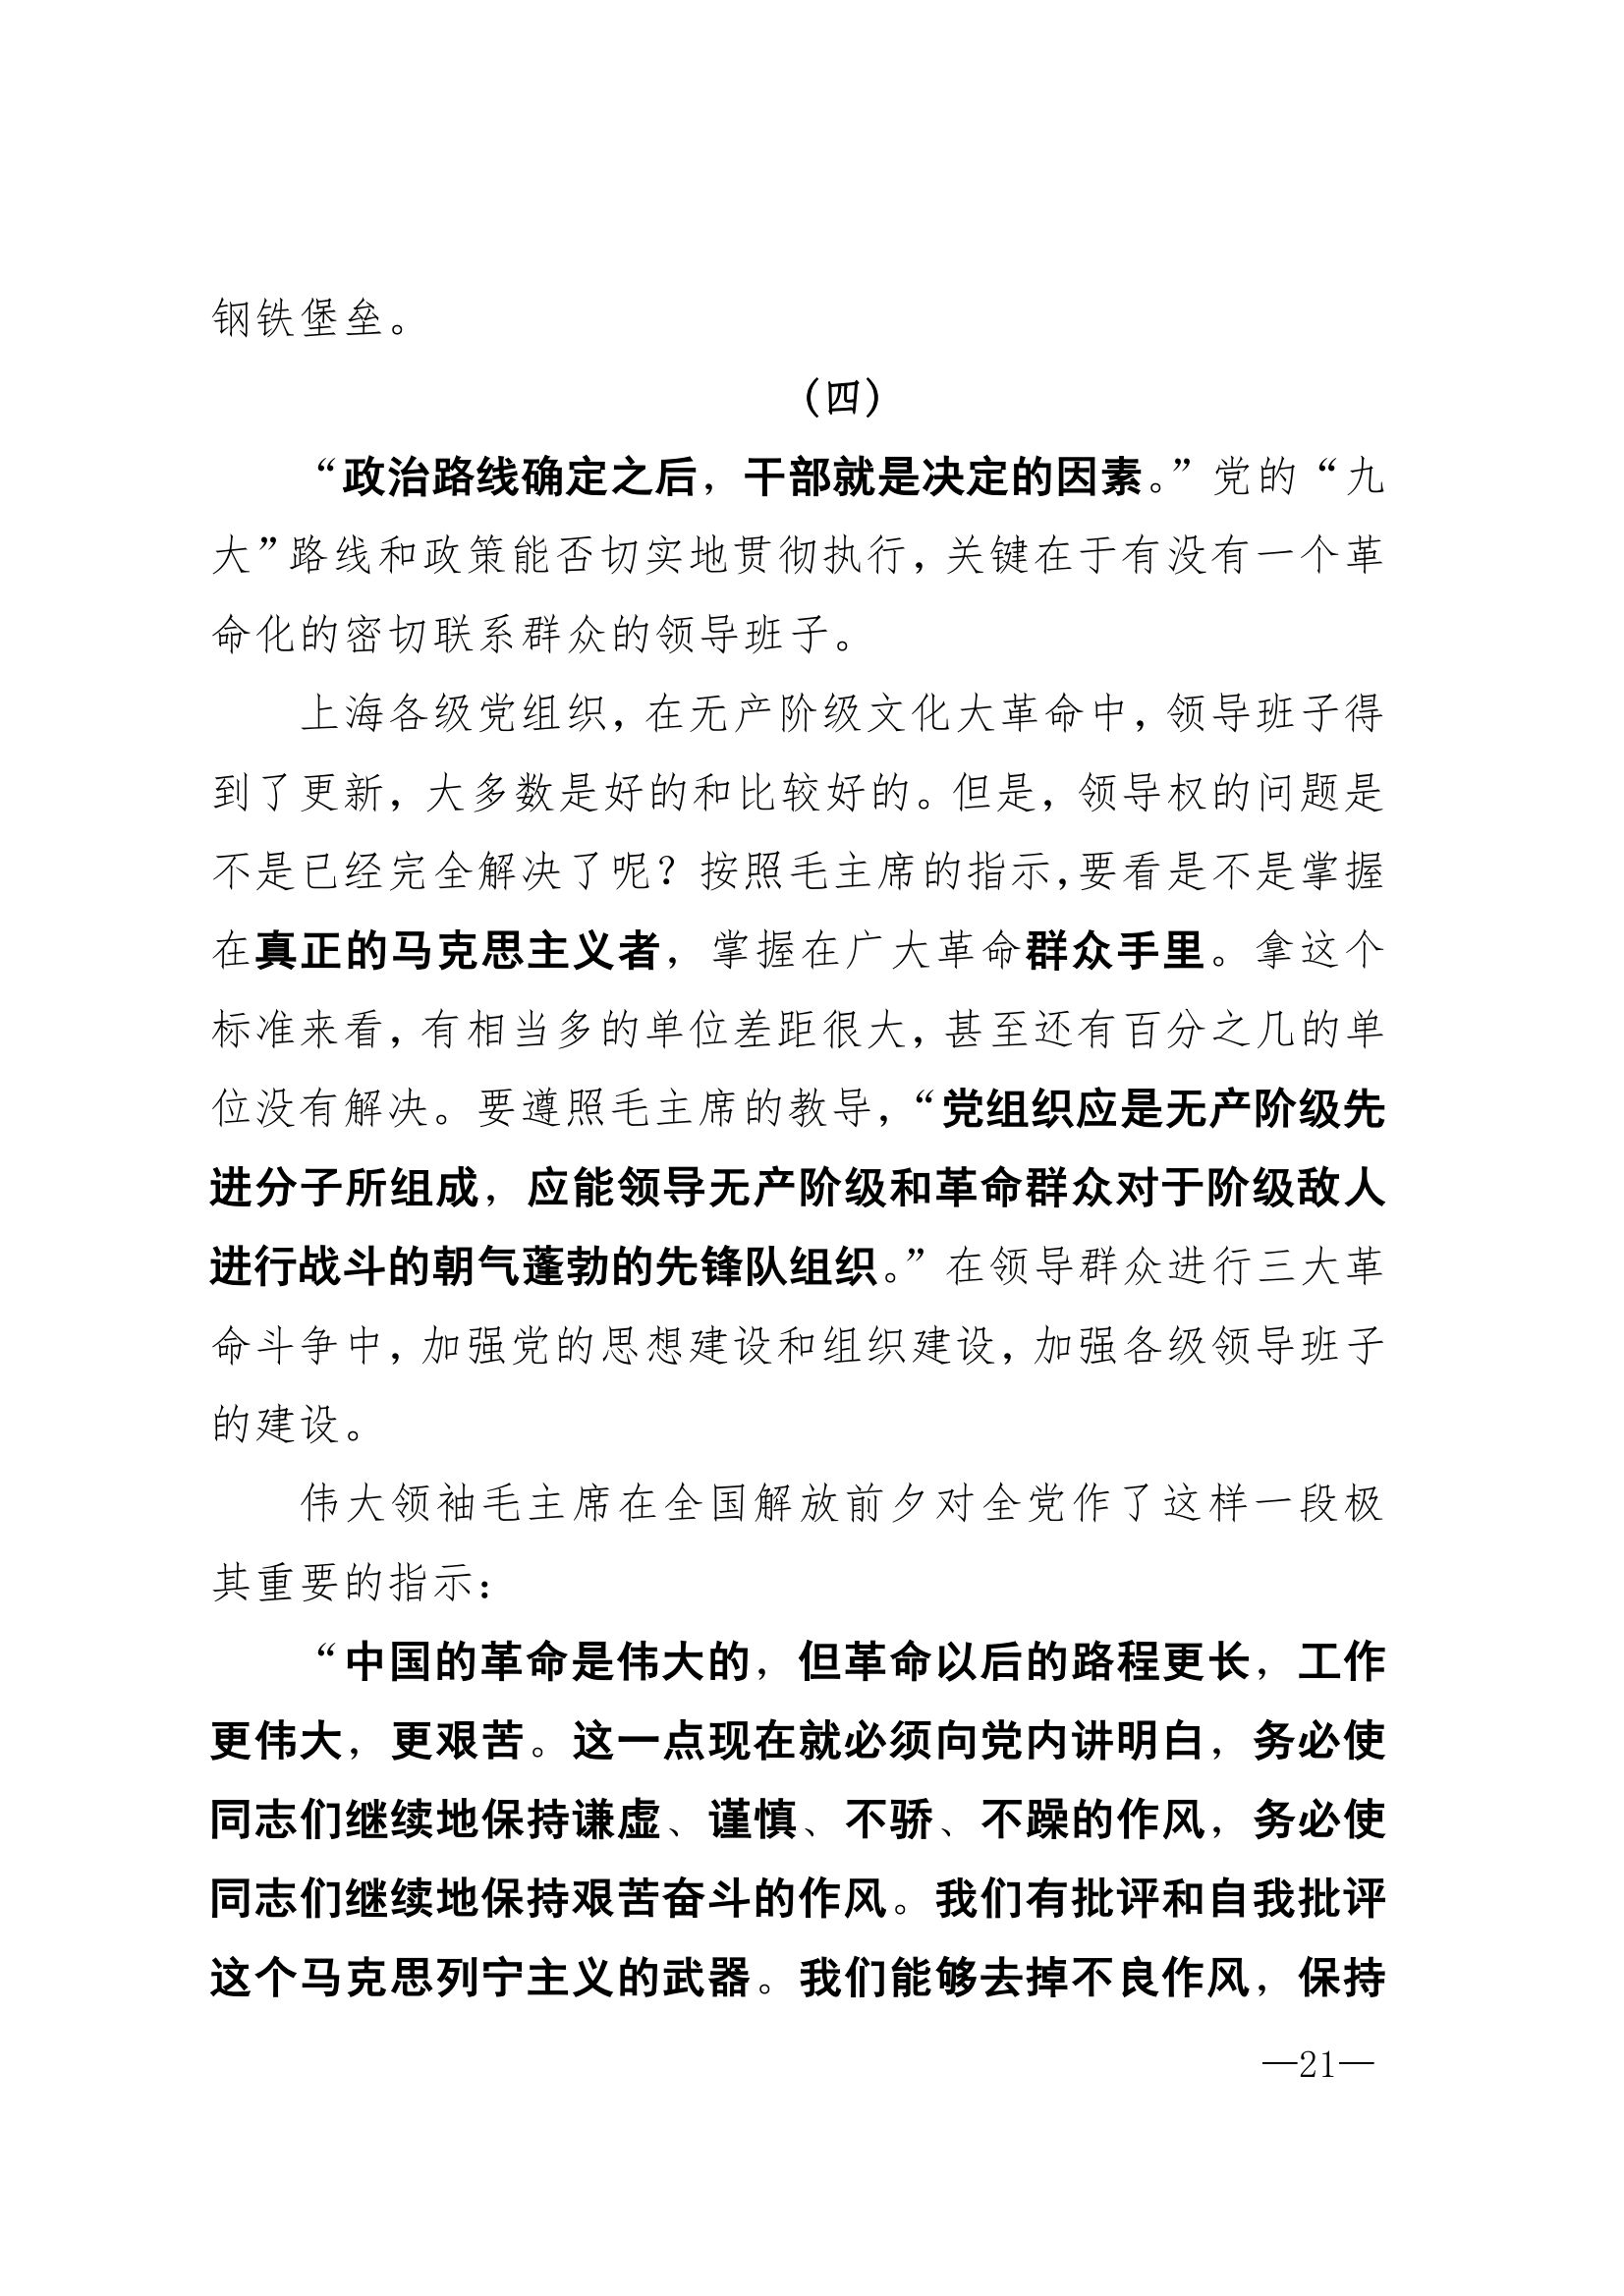 钢铁堡垒。
（四）
“政治路线确定之后，干部就是决定的因素。”党的“九
大”路线和政策能否切实地贯彻执行，关键在于有没有一个革
命化的密切联系群众的领导班子。
上海各级党组织，在无产阶级文化大革命中，领导班子得
到了更新，大多数是好的和比较好的。但是，领导权的问题是
不是已经完全解决了呢？按照毛主席的指示，要看是不是掌握
在真正的马克思主义者，掌握在广大革命群众手里。拿这个
标准来看，有相当多的单位差距很大，甚至还有百分之几的单
位没有解决。要遵照毛主席的教导，“党组织应是无产阶级先
进分子所组成，应能领导无产阶级和革命群众对于阶级敌人
进行战斗的朝气蓬勃的先锋队组织。”在领导群众进行三大革
命斗争中，加强党的思想建设和组织建设，加强各级领导班子
的建设。
伟大领袖毛主席在全国解放前夕对全党作了这样一段极
其重要的指示：
“中国的革命是伟大的，但革命以后的路程更长，工作
更伟大，更艰苦。这一点现在就必须向党内讲明白，务必使
同志们继续地保持谦虚、谨慎、不骄、不躁的作风，务必使
同志们继续地保持艰苦奋斗的作风。我们有批评和自我批评
这个马克思列宁主义的武器。我们能够去掉不良作风，保持
—21—